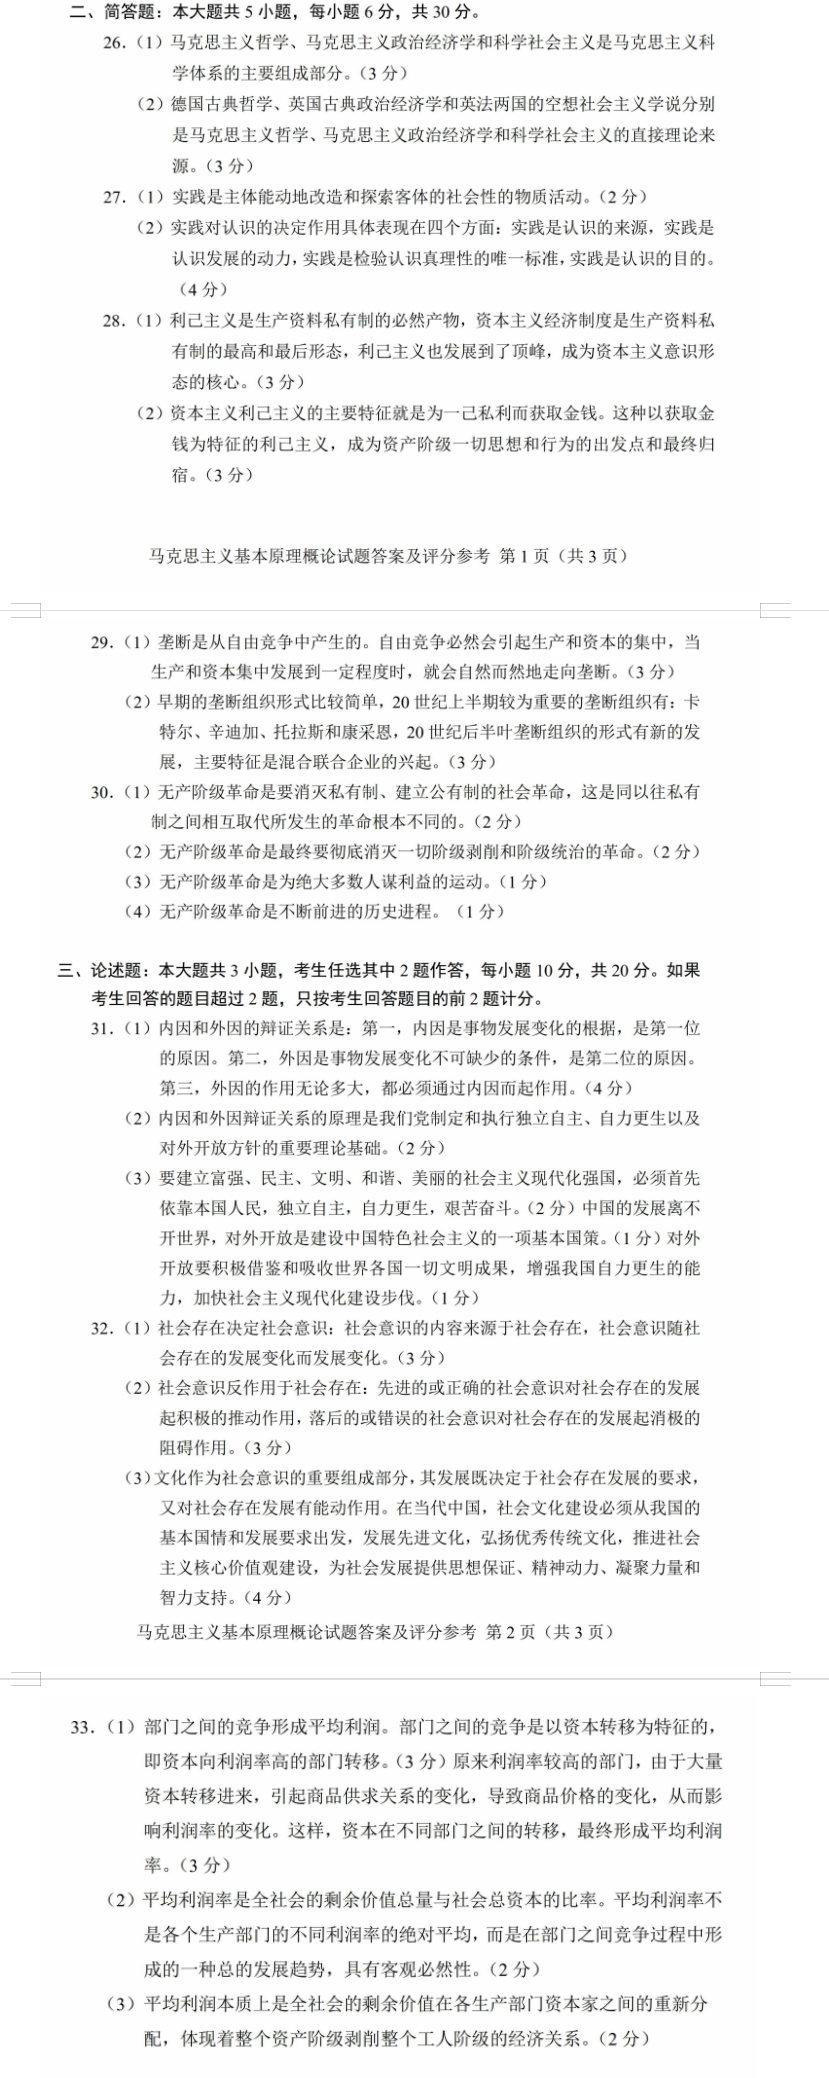 二、简答题：本大题共 5 小题，每小题 6 分，共 30 分。
26.（1）马克思主义哲学、马克思主义政治经济学和科学社会主义是马克思主义科
学体系的主要组成部分。（3 分）
（2）德国古典哲学、英国古典政治经济学和英法两国的空想社会主义学说分别
是马克思主义哲学、马克思主义政治经济学和科学社会主义的直接理论来
源。（3 分）
27.（1）实践是主体能动地改造和探索客体的社会性的物质活动。（2 分）
（2）实践对认识的决定作用具体表现在四个方面：实践是认识的来源，实践是
认识发展的动力，实践是检验认识真理性的唯一标准，实践是认识的目的。
（4 分）
28.（1）利己主义是生产资料私有制的必然产物，资本主义经济制度是生产资料私
有制的最高和最后形态，利己主义也发展到了顶峰，成为资本主义意识形
态的核心。（3 分）
（2）资本主义利己主义的主要特征就是为一己私利而获取金钱。这种以获取金
钱为特征的利己主义，成为资产阶级一切思想和行为的出发点和最终归
宿。（3 分）
马克思主义基本原理概论试题答案及评分参考 第 1 页（共 3 页）
29.（1）垄断是从自由竞争中产生的。自由竞争必然会引起生产和资本的集中，当
生产和资本集中发展到一定程度时，就会自然而然地走向垄断。（3 分）
（2）早期的垄断组织形式比较简单，20 世纪上半期较为重要的垄断组织有：卡
特尔、辛迪加、托拉斯和康采恩，20 世纪后半叶垄断组织的形式有新的发
展，主要特征是混合联合企业的兴起。（3 分）
30.（1）无产阶级革命是要消灭私有制、建立公有制的社会革命，这是同以往私有
制之间相互取代所发生的革命根本不同的。（2 分）
（2）无产阶级革命是最终要彻底消灭一切阶级剥削和阶级统治的革命。（2 分）
（3）无产阶级革命是为绝大多数人谋利益的运动。（1 分）
（4）无产阶级革命是不断前进的历史进程。（1 分）
三、论述题：本大题共 3 小题，考生任选其中 2 题作答，每小题 10 分，共 20 分。如果
考生回答的题目超过 2 题，只按考生回答题目的前 2 题计分。
31.（1）内因和外因的辩证关系是：第一，内因是事物发展变化的根据，是第一位
的原因。第二，外因是事物发展变化不可缺少的条件，是第二位的原因。
第三，外因的作用无论多大，都必须通过内因而起作用。（4 分）
（2）内因和外因辩证关系的原理是我们党制定和执行独立自主、自力更生以及
对外开放方针的重要理论基础。（2 分）
（3）要建立富强、民主、文明、和谐、美丽的社会主义现代化强国，必须首先
依靠本国人民，独立自主，自力更生，艰苦奋斗。（2 分）中国的发展离不
开世界，对外开放是建设中国特色社会主义的一项基本国策。（1 分）对外
开放要积极借鉴和吸收世界各国一切文明成果，增强我国自力更生的能
力，加快社会主义现代化建设步伐。（1 分）
32.（1）社会存在决定社会意识：社会意识的内容来源于社会存在，社会意识随社
会存在的发展变化而发展变化。（3 分）
（2）社会意识反作用于社会存在：先进的或正确的社会意识对社会存在的发展
起积极的推动作用，落后的或错误的社会意识对社会存在的发展起消极的
阻碍作用。（3 分）
（3）文化作为社会意识的重要组成部分，其发展既决定于社会存在发展的要求，
又对社会存在发展有能动作用。在当代中国，社会文化建设必须从我国的
基本国情和发展要求出发，发展先进文化，弘扬优秀传统文化，推进社会
主义核心价值观建设，为社会发展提供思想保证、精神动力、凝聚力量和
智力支持。（4 分）
马克思主义基本原理概论试题答案及评分参考 第 2 页（共 3 页）
33.（1）部门之间的竞争形成平均利润。部门之间的竞争是以资本转移为特征的，
即资本向利润率高的部门转移。（3 分）原来利润率较高的部门，由于大量
资本转移进来，引起商品供求关系的变化，导致商品价格的变化，从而影
响利润率的变化。这样，资本在不同部门之间的转移，最终形成平均利润
率。（3 分）
（2）平均利润率是全社会的剩余价值总量与社会总资本的比率。平均利润率不
是各个生产部门的不同利润率的绝对平均，而是在部门之间竞争过程中形
成的一种总的发展趋势，具有客观必然性。（2 分）
（3）平均利润本质上是全社会的剩余价值在各生产部门资本家之间的重新分
配，体现着整个资产阶级剥削整个工人阶级的经济关系。（2 分）